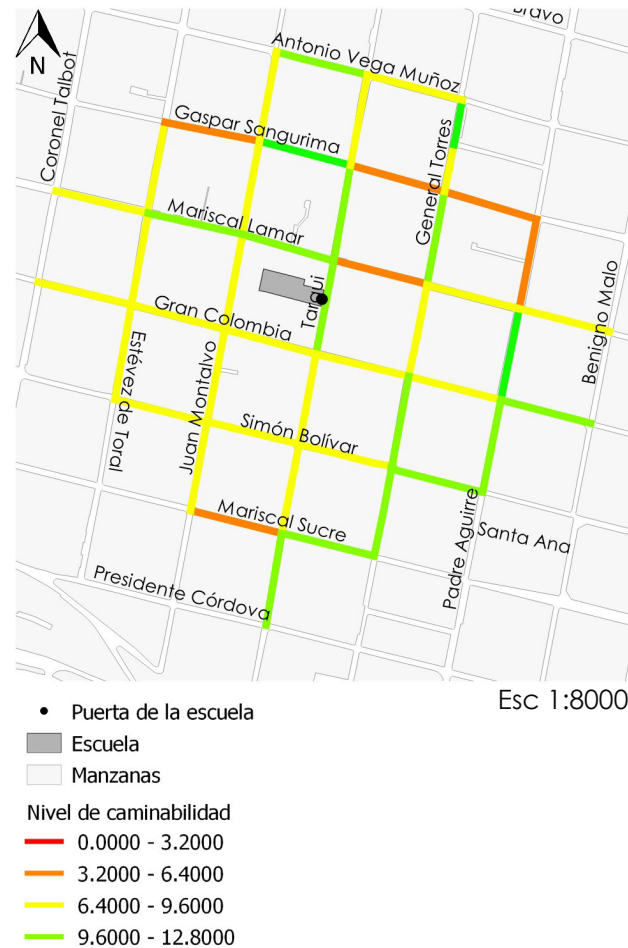 Bravo
Antonio Vega Muñoz
N
Coronel Talbot
Gaspar Sangurima
General Torres
Mariscal Lamar
Tarqui
Gran Colombia
Benigno Malo
Estévez de Toral
Juan Montalvo
Simón Bolívar
Mariscal Sucre
Padre Aguirre
Santa Ana
Presidente Córdova
Esc 1:8000
Puerta de la escuela
Escuela
Manzanas
Nivel de caminabilidad
0.0000 - 3.2000
3.2000 - 6.4000
6.4000 - 9.6000
9.6000 - 12.8000